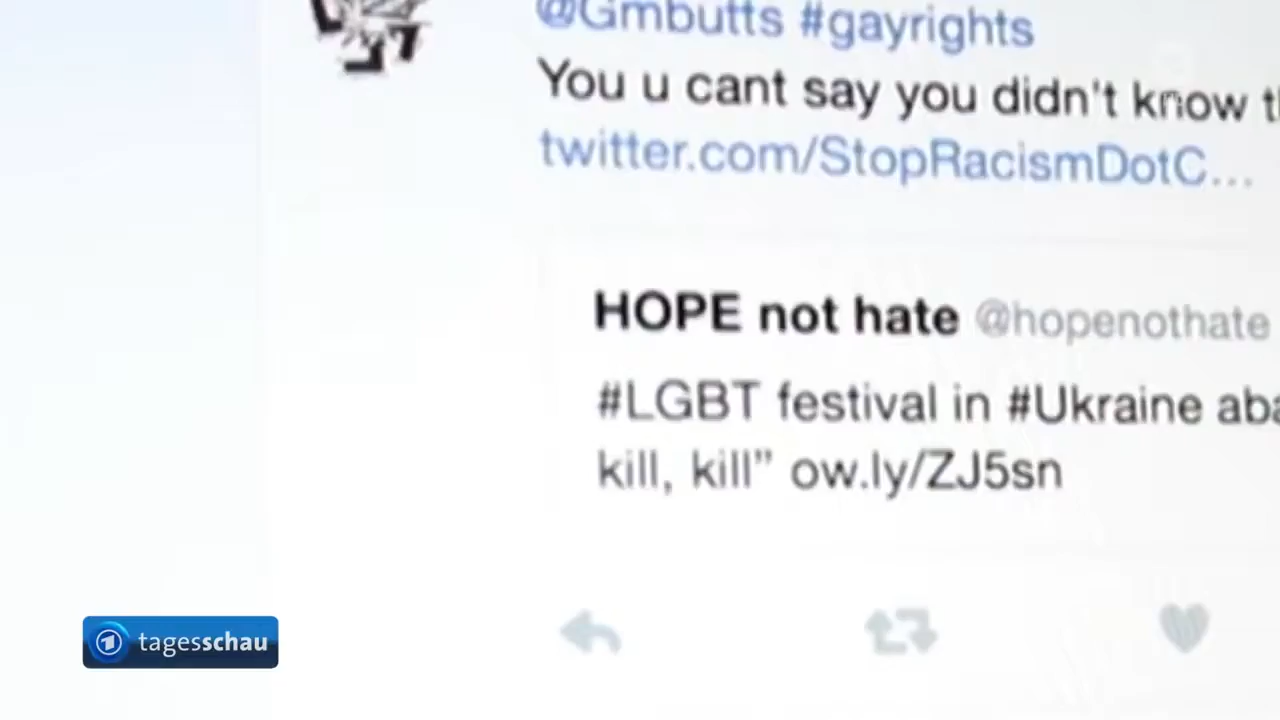 @Gmbutts #gayrights
You u cant say you didn't know
twitter.com/StopRacismDotC...
HOPE not hate @hopenothate
#LGBT festival in #Ukraine
kill, kill” ow.ly/ZJ5sn
tagesschau